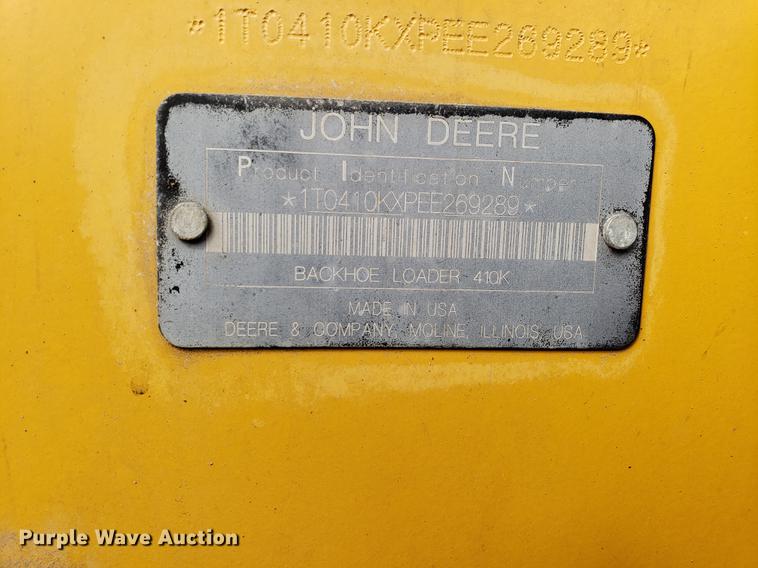 *1T0410KXPEE269289*
JOHN DEERE
Product Identification Number
*1T0410KXPEE269289*
BACKHOE LOADER 410K
MADE IN USA
DEERE & COMPANY, MOLINE, ILLINOIS, USA
Purple Wave Auction